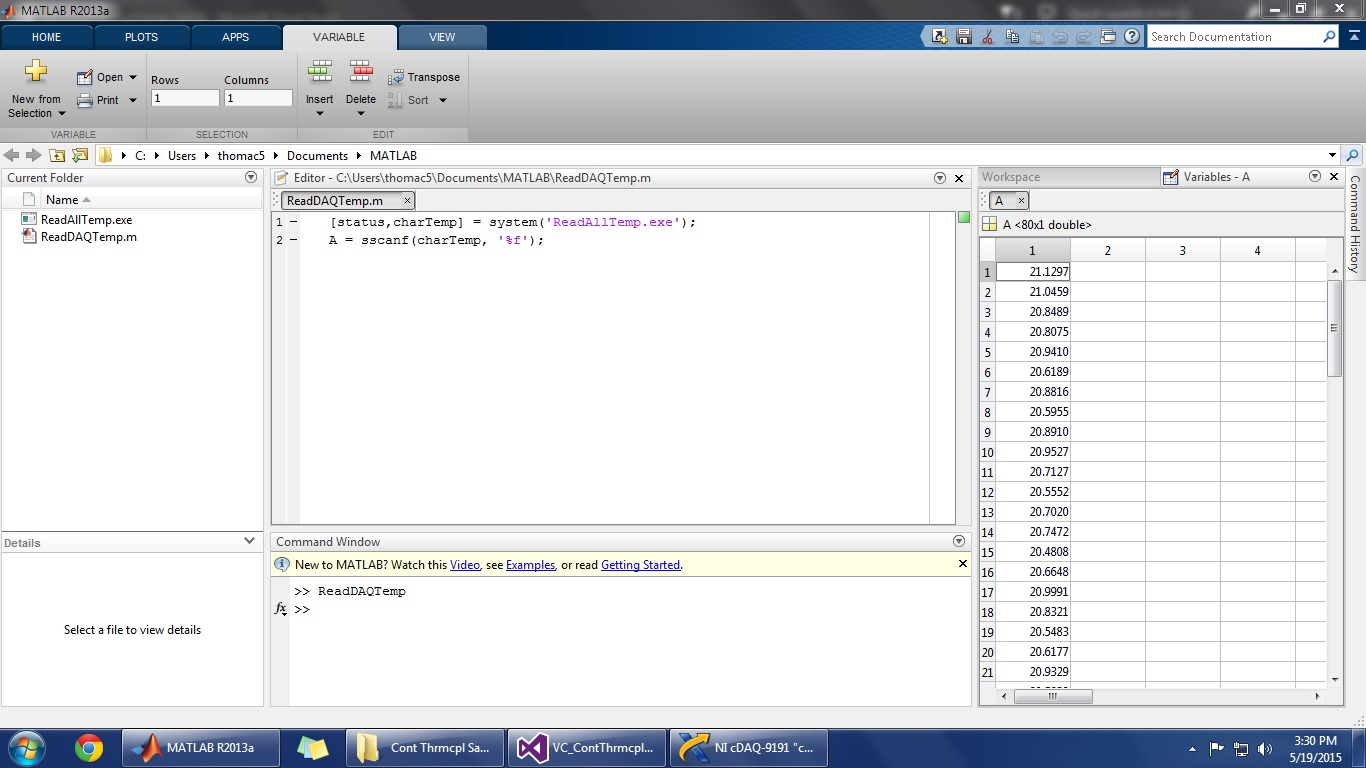 MATLAB R2013a
HOME PLOTS APPS VARIABLE VIEW
Search Documentation
New from Selection
Open
Print
Rows
Columns
1
1
Insert
Delete
Transpose
Sort
VARIABLE SELECTION EDIT
C: Users thomac5 Documents MATLAB
Current Folder
Name
ReadAllTemp.exe
ReadDAQTemp.m
Details
Select a file to view details
Editor - C:\Users\thomac5\Documents\MATLAB\ReadDAQTemp.m
ReadDAQTemp.m
1 – [status,charTemp] = system('ReadAllTemp.exe');
2 – A = sscanf(charTemp, '%f');
Command Window
New to MATLAB? Watch this Video, see Examples, or read Getting Started.
>> ReadDAQTemp
fx >>
Workspace
Variables - A
A
A <80x1 double>
1 2 3 4
1 21.1297
2 21.0459
3 20.8489
4 20.8075
5 20.9410
6 20.6189
7 20.8816
8 20.5955
9 20.8910
10 20.9527
11 20.7127
12 20.5552
13 20.7020
14 20.7472
15 20.4808
16 20.6648
17 20.9991
18 20.8321
19 20.5483
20 20.6177
21 20.9329
Command History
MATLAB R2013a
Cont Thrmcpl Sa...
VC_ContThrmcpl...
NI cDAQ-9191 "c...
3:30 PM
5/19/2015